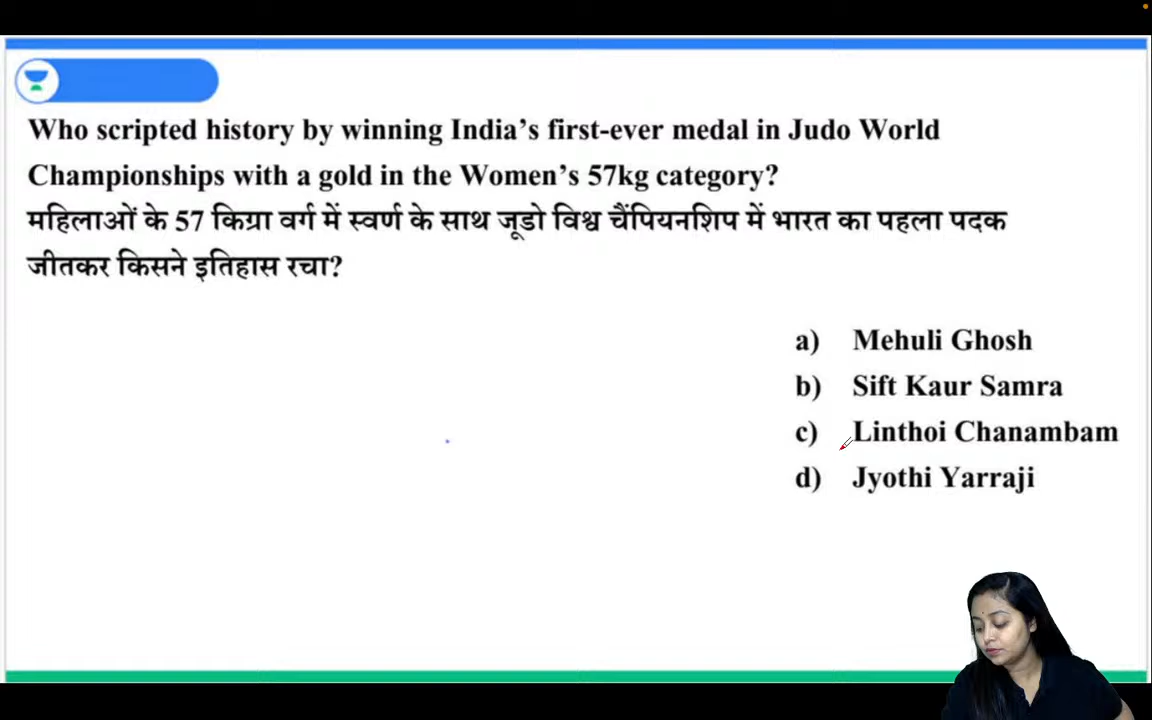 Who scripted history by winning India's first-ever medal in Judo World
Championships with a gold in the Women's 57kg category?
महिलाओं के 57 किग्रा वर्ग में स्वर्ण के साथ जूडो विश्व चैंपियनशिप में भारत का पहला पदक
जीतकर किसने इतिहास रचा?
a) Mehuli Ghosh
b) Sift Kaur Samra
c) Linthoi Chanambam
d) Jyothi Yarraji